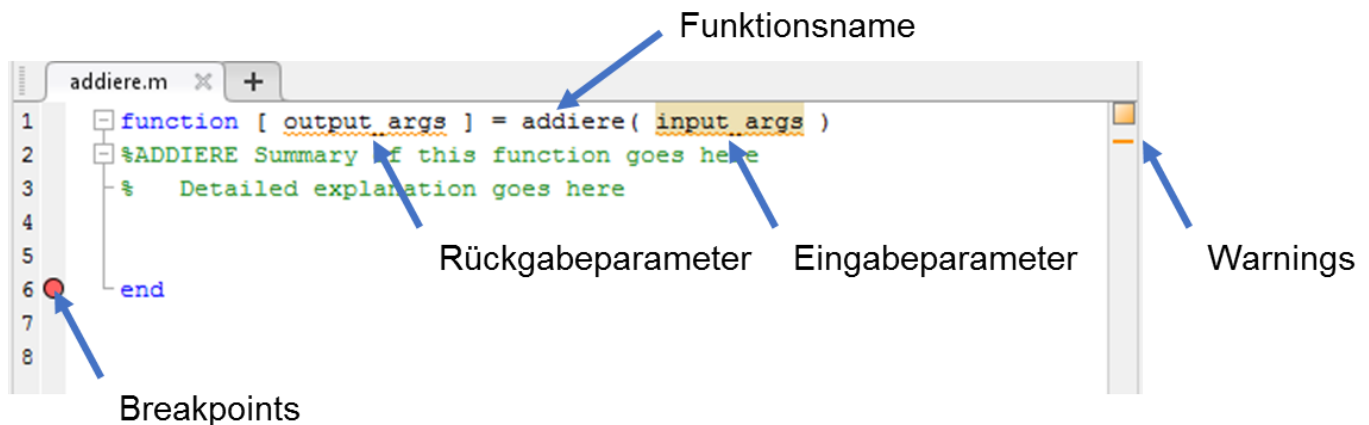 Funktionsname
addiere.m
1 function [ output_args ] = addiere( input_args )
2 %ADDIERE Summary of this function goes here
3 % Detailed explanation goes here
4
5
Rückgabeparameter Eingabeparameter Warnings
6 end
7
8
Breakpoints